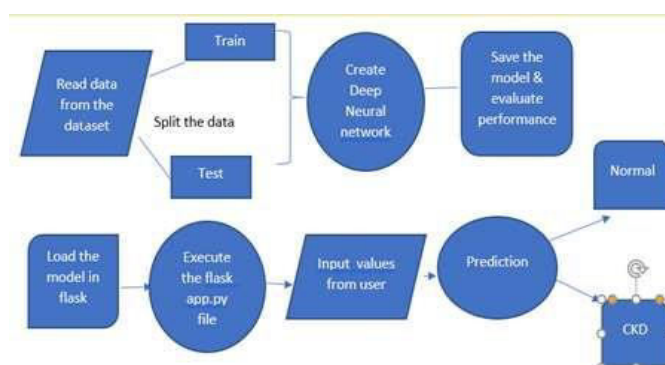 Read data
from the
dataset
Train
Split the data
Test
Create
Deep
Neural
network
Save the
model &
evaluate
performance
Normal
Load the
model in
flask
Execute
the flask
app.py
file
Input values
from user
Prediction
CKD